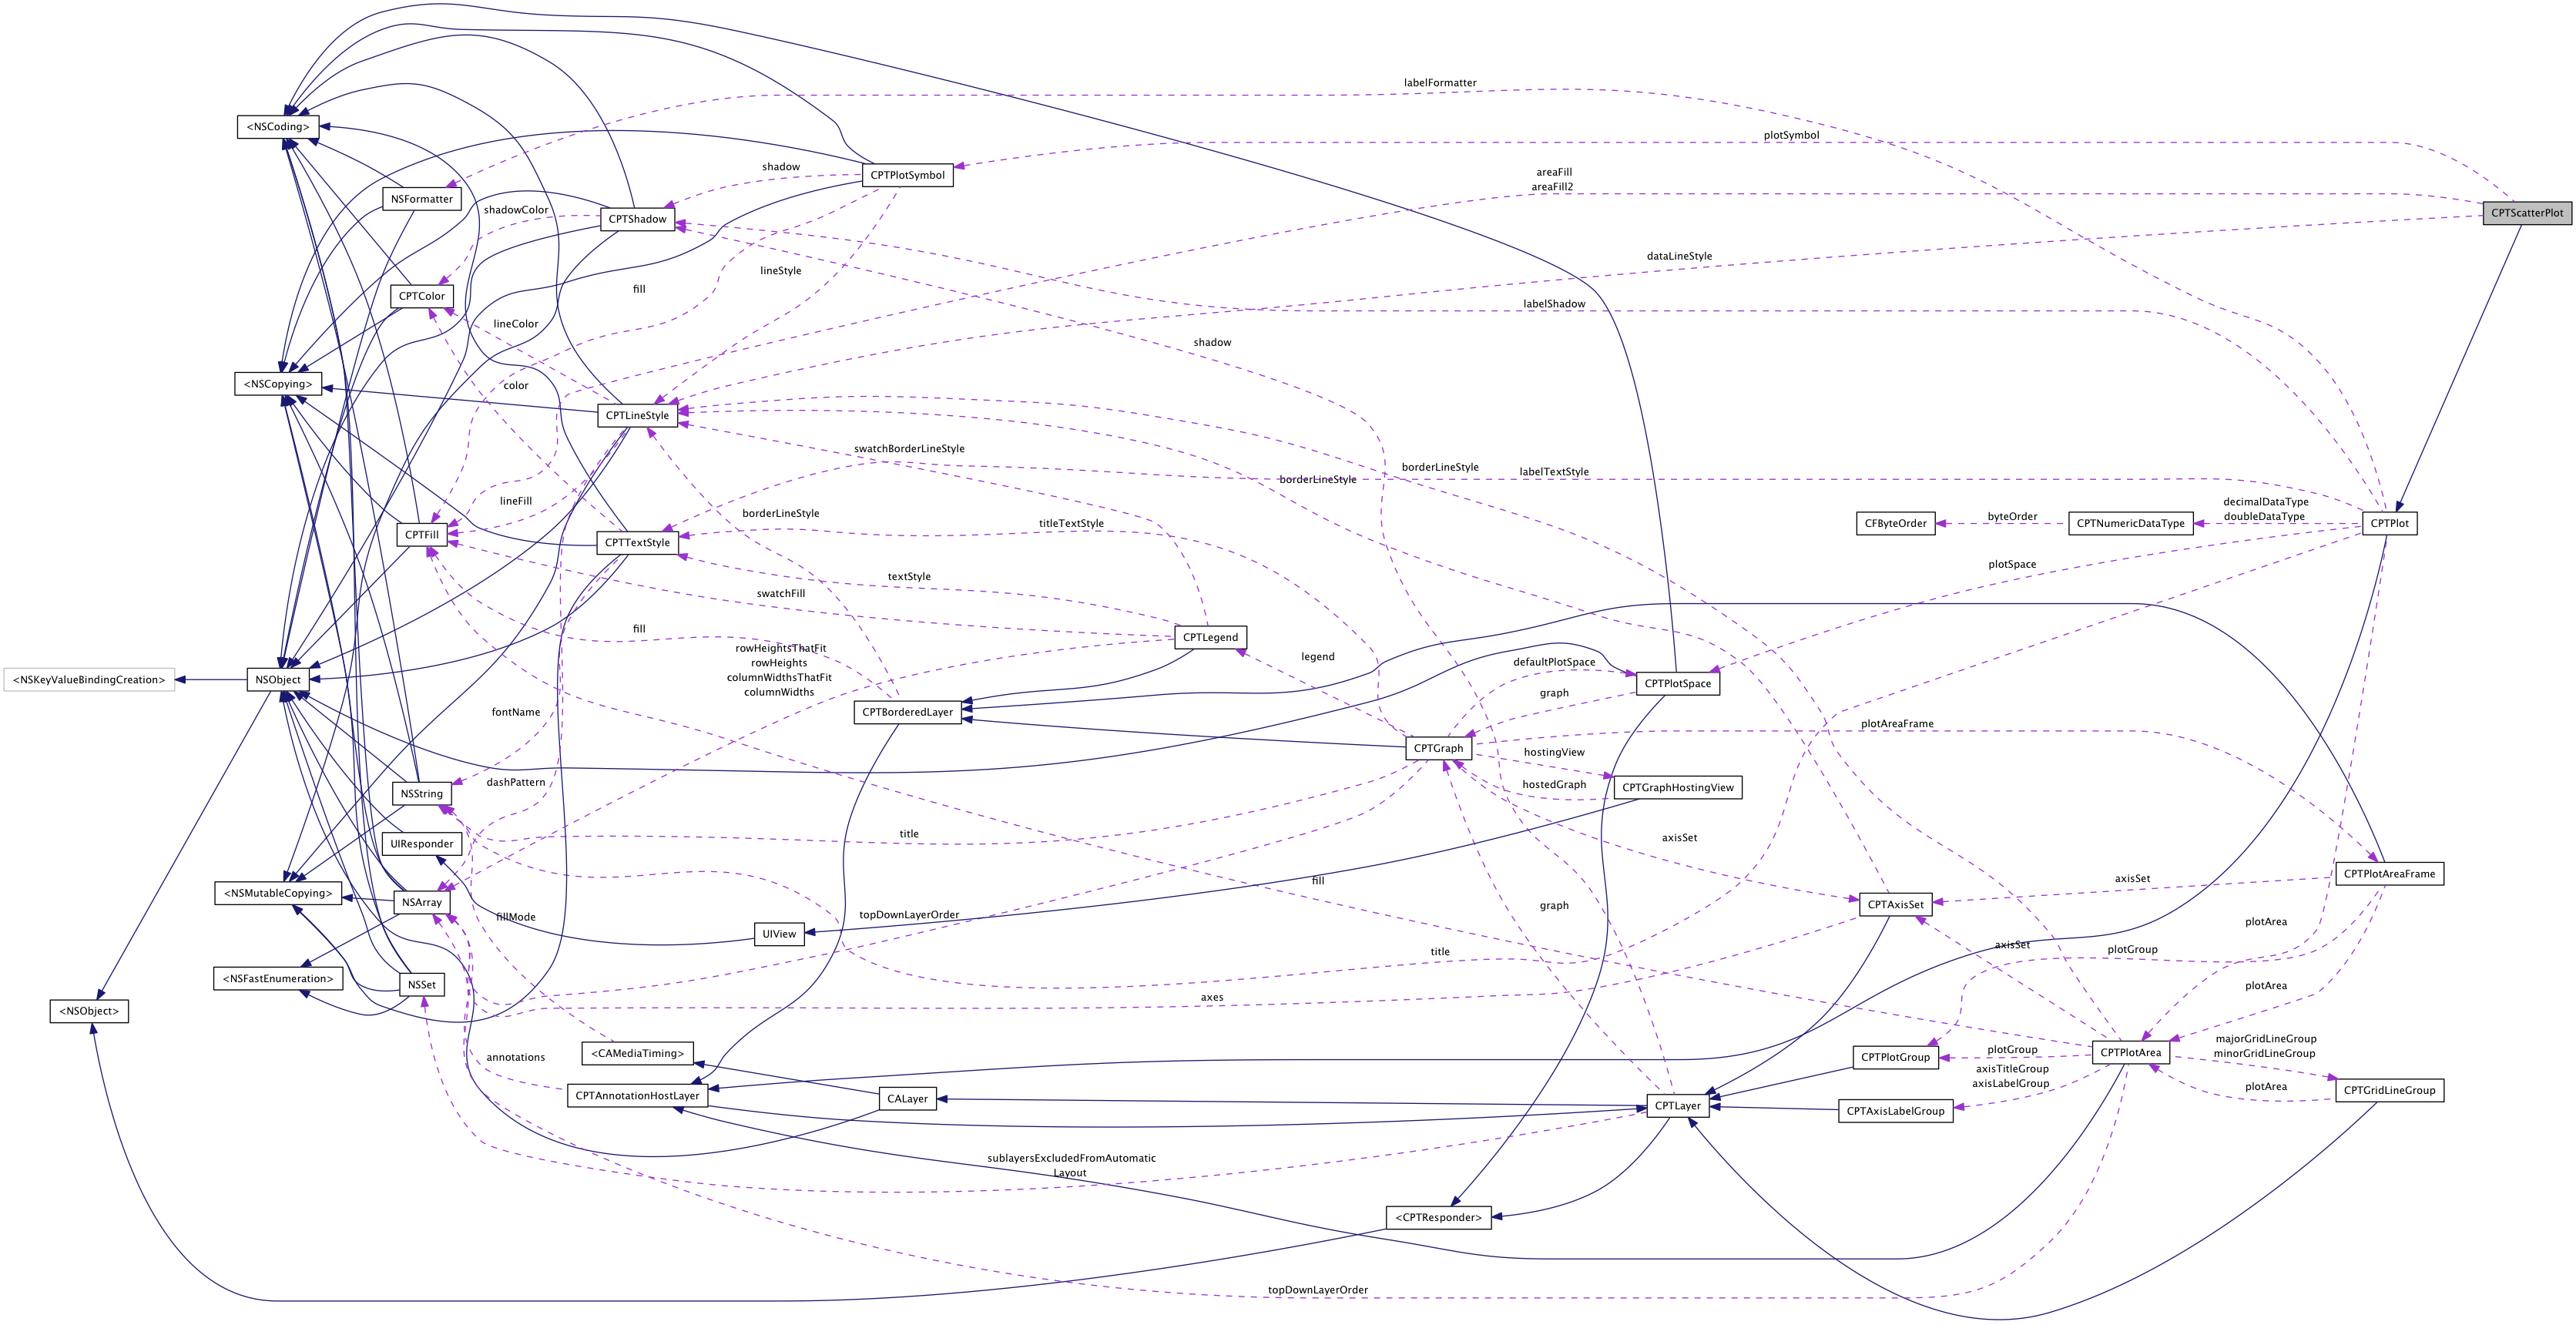 labelFormatter
<NSCoding>
plotSymbol
shadow
CPTPlotSymbol
areaFill
areaFill2
NSFormatter
shadowColor
CPTShadow
CPTScatterPlot
dataLineStyle
lineStyle
fill
CPTColor
labelShadow
lineColor
shadow
<NSCopying>
color
CPTLineStyle
swatchBorderLineStyle
borderLineStyle
labelTextStyle
borderLineStyle
lineFill
decimalDataType
doubleDataType
borderLineStyle
titleTextStyle
CFByteOrder
byteOrder
CPTNumericDataType
CPTPlot
CPTFill
CPTTextStyle
plotSpace
textStyle
swatchFill
fill
CPTLegend
rowHeightsThatFit
rowHeights
columnWidthsThatFit
columnWidths
legend
defaultPlotSpace
<NSKeyValueBindingCreation>
NSObject
CPTPlotSpace
graph
fontName
CPTBorderedLayer
plotAreaFrame
CPTGraph
hostingView
dashPattern
hostedGraph
CPTGraphHostingView
NSString
title
axisSet
UIResponder
CPTPlotAreaFrame
axisSet
fill
<NSMutableCopying>
NSArray
graph
CPTAxisSet
fillMode
topDownLayerOrder
plotArea
UIView
axisSet
plotGroup
title
<NSFastEnumeration>
NSSet
plotArea
axes
<NSObject>
majorGridLineGroup
minorGridLineGroup
<CAMediaTiming>
annotations
CPTPlotGroup
plotGroup
CPTPlotArea
axisTitleGroup
axisLabelGroup
plotArea
CPTGridLineGroup
CPTAnnotationHostLayer
CALayer
CPTLayer
CPTAxisLabelGroup
sublayersExcludedFromAutomatic
Layout
<CPTResponder>
topDownLayerOrder